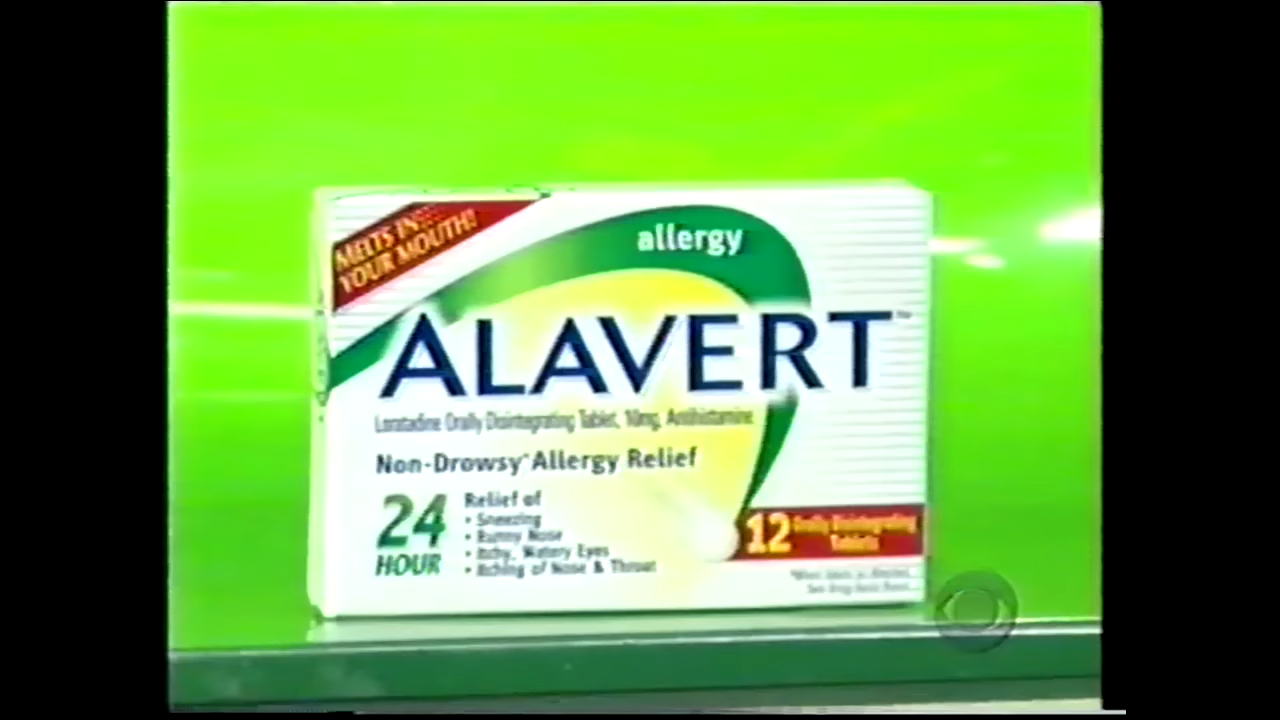 MELTS IN
YOUR MOUTH!
allergy
ALAVERT™
Loratadine Orally Disintegrating Tablet, 10mg, Antihistamine
Non-Drowsy* Allergy Relief
24
HOUR
Relief of
• Sneezing
• Runny Nose
• Itchy, Watery Eyes
• Itching of Nose & Throat
12 Orally Disintegrating
Tablets